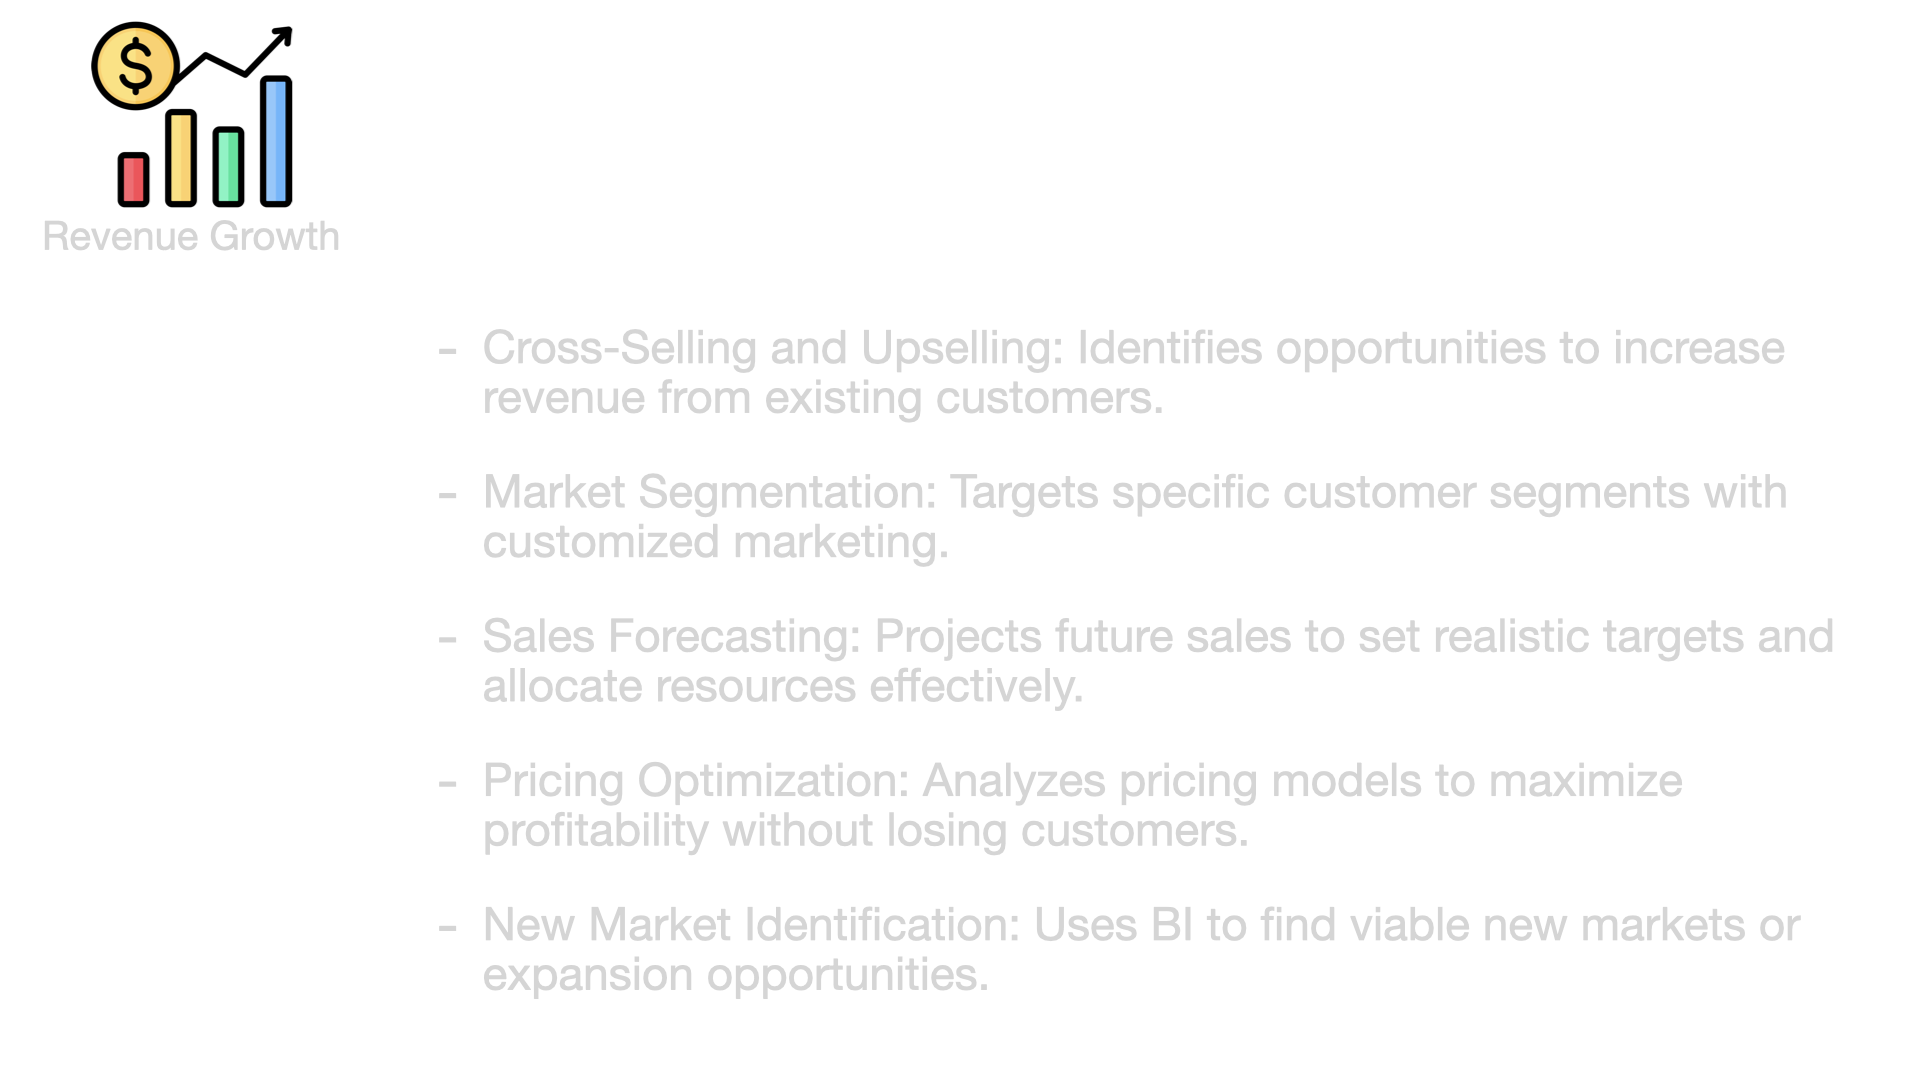 $
Revenue Growth
- Cross-Selling and Upselling: Identifies opportunities to increase
revenue from existing customers.
- Market Segmentation: Targets specific customer segments with
customized marketing.
- Sales Forecasting: Projects future sales to set realistic targets and
allocate resources effectively.
- Pricing Optimization: Analyzes pricing models to maximize
profitability without losing customers.
- New Market Identification: Uses BI to find viable new markets or
expansion opportunities.